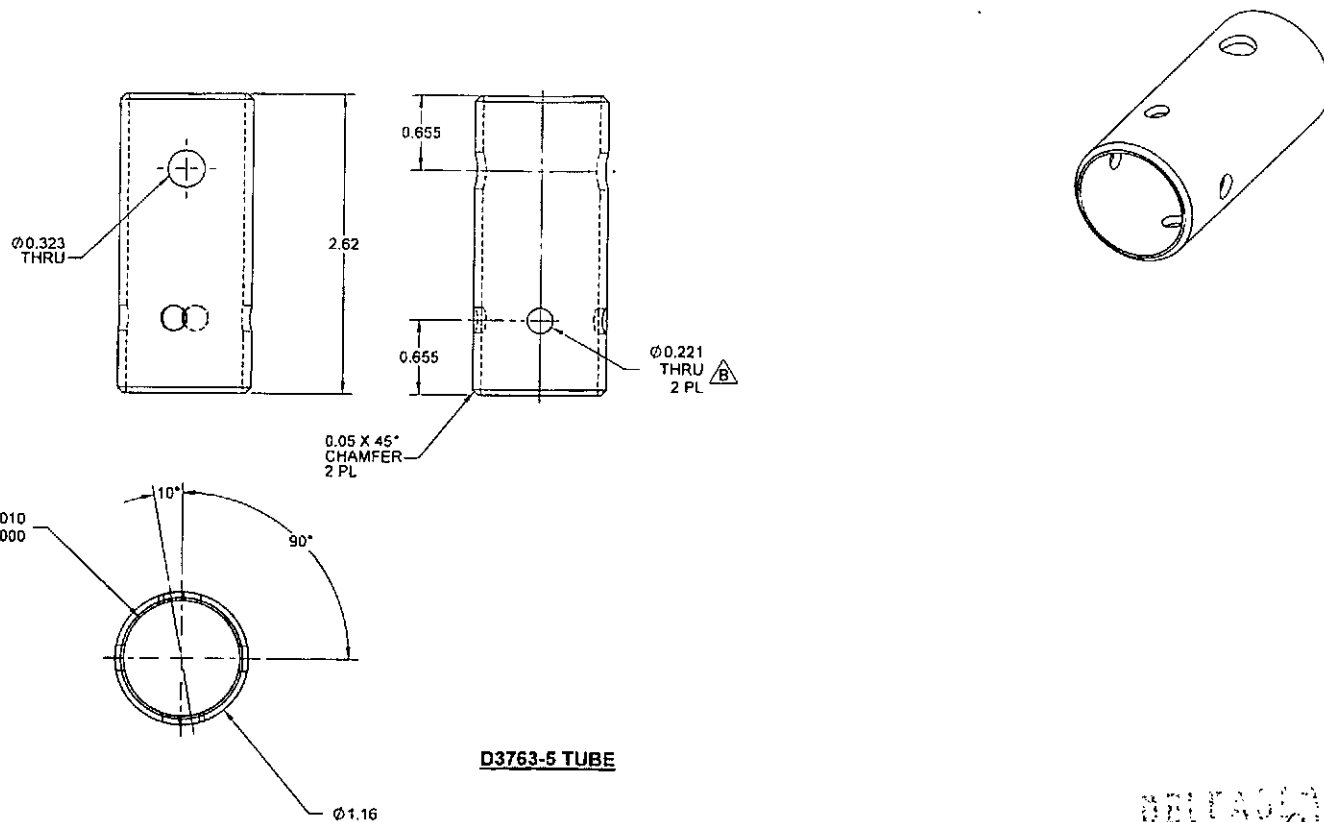 0.655
Ø0.323
THRU
2.62
0.655
Ø0.221
THRU
2 PL
B
0.05 X 45°
CHAMFER
2 PL
10°
90°
010
000
D3763-5 TUBE
Ø1.16